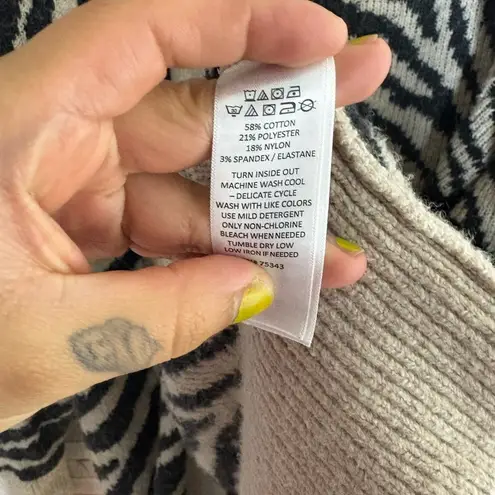 58% COTTON
21% POLYESTER
18% NYLON
3% SPANDEX / ELASTANE
TURN INSIDE OUT
MACHINE WASH COOL
– DELICATE CYCLE
WASH WITH LIKE COLORS
USE MILD DETERGENT
ONLY NON-CHLORINE
BLEACH WHEN NEEDED
TUMBLE DRY LOW
LOW IRON IF NEEDED
75343